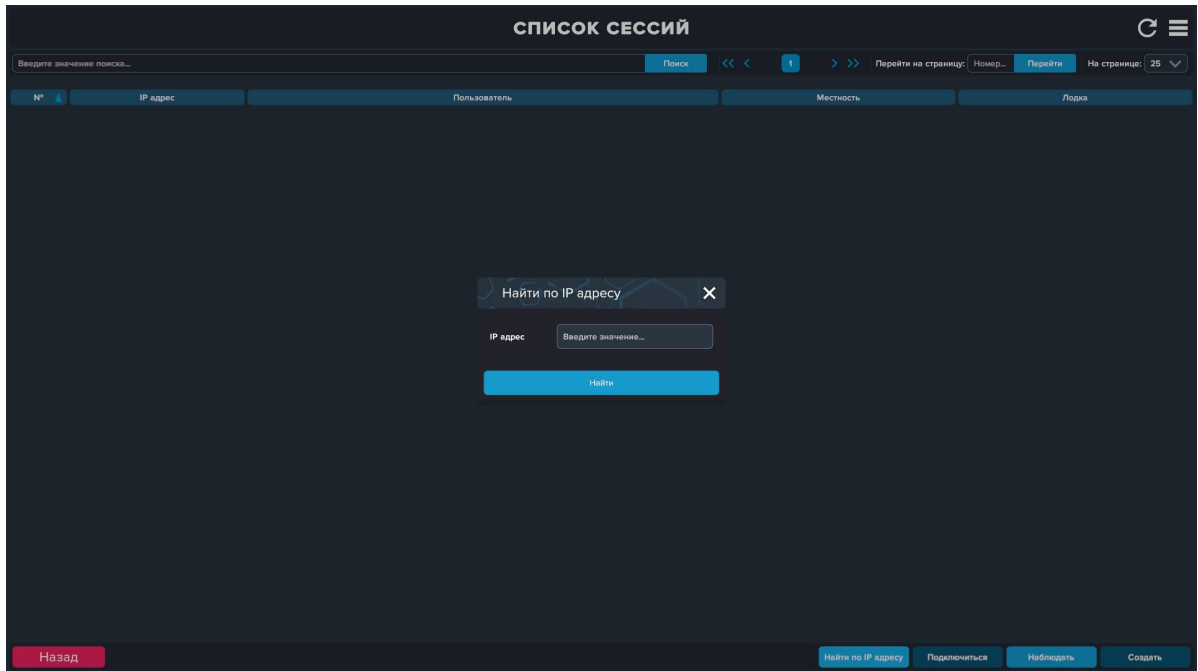 СПИСОК СЕССИЙ
Введите значение поиска... Поиск << < 1 > >> Перейти на страницу: Номер... Перейти На странице: 25
№ IP адрес Пользователь Местность Лодка
Найти по IP адресу
IP адрес Введите значение...
Найти
Назад Найти по IP адресу Подключиться Наблюдать Создать